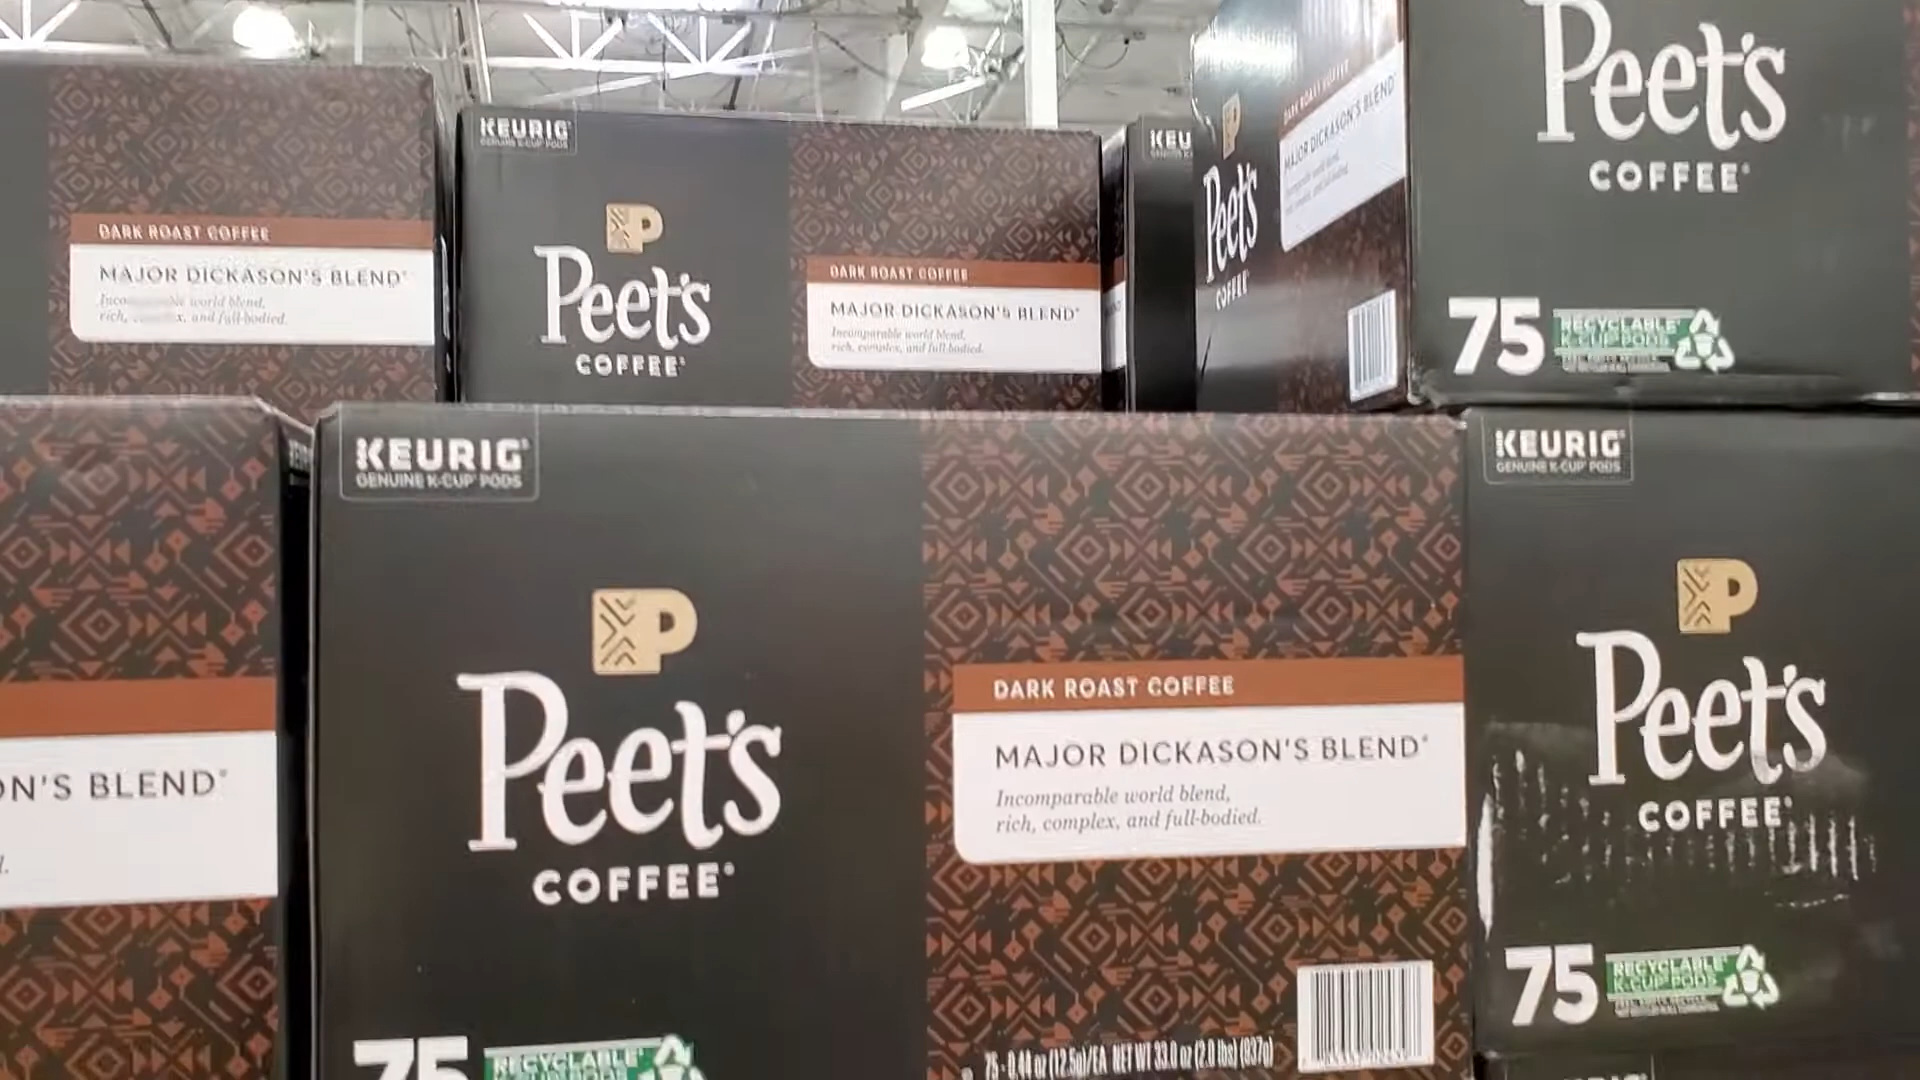 DARK ROAST COFFEE
MAJOR DICKASON'S BLEND®
world blend,
rich, and full-bodied.
KEURIG®
GENUINE K-CUP® PODS
P
Peet's
COFFEE®
DARK ROAST COFFEE
MAJOR DICKASON'S BLEND®
Incomparable world blend,
rich, complex, and full-bodied.
KEU
Peet's
COFFEE®
DARK ROAST COFFEE
MAJOR DICKASON'S BLEND®
Peet's
COFFEE®
75 RECYCLABLE*
K-CUP® PODS
BLEND®
KEURIG®
GENUINE K-CUP® PODS
P
Peet's
COFFEE®
75 RECYCLABLE*
K-CUP® PODS
DARK ROAST COFFEE
MAJOR DICKASON'S BLEND®
Incomparable world blend,
rich, complex, and full-bodied.
75 - 0.44 oz (12.5g)/EA NET WT 33.0 oz (2.0 lbs) (937g)
KEURIG®
GENUINE K-CUP® PODS
P
Peet's
COFFEE®
75 RECYCLABLE*
K-CUP® PODS